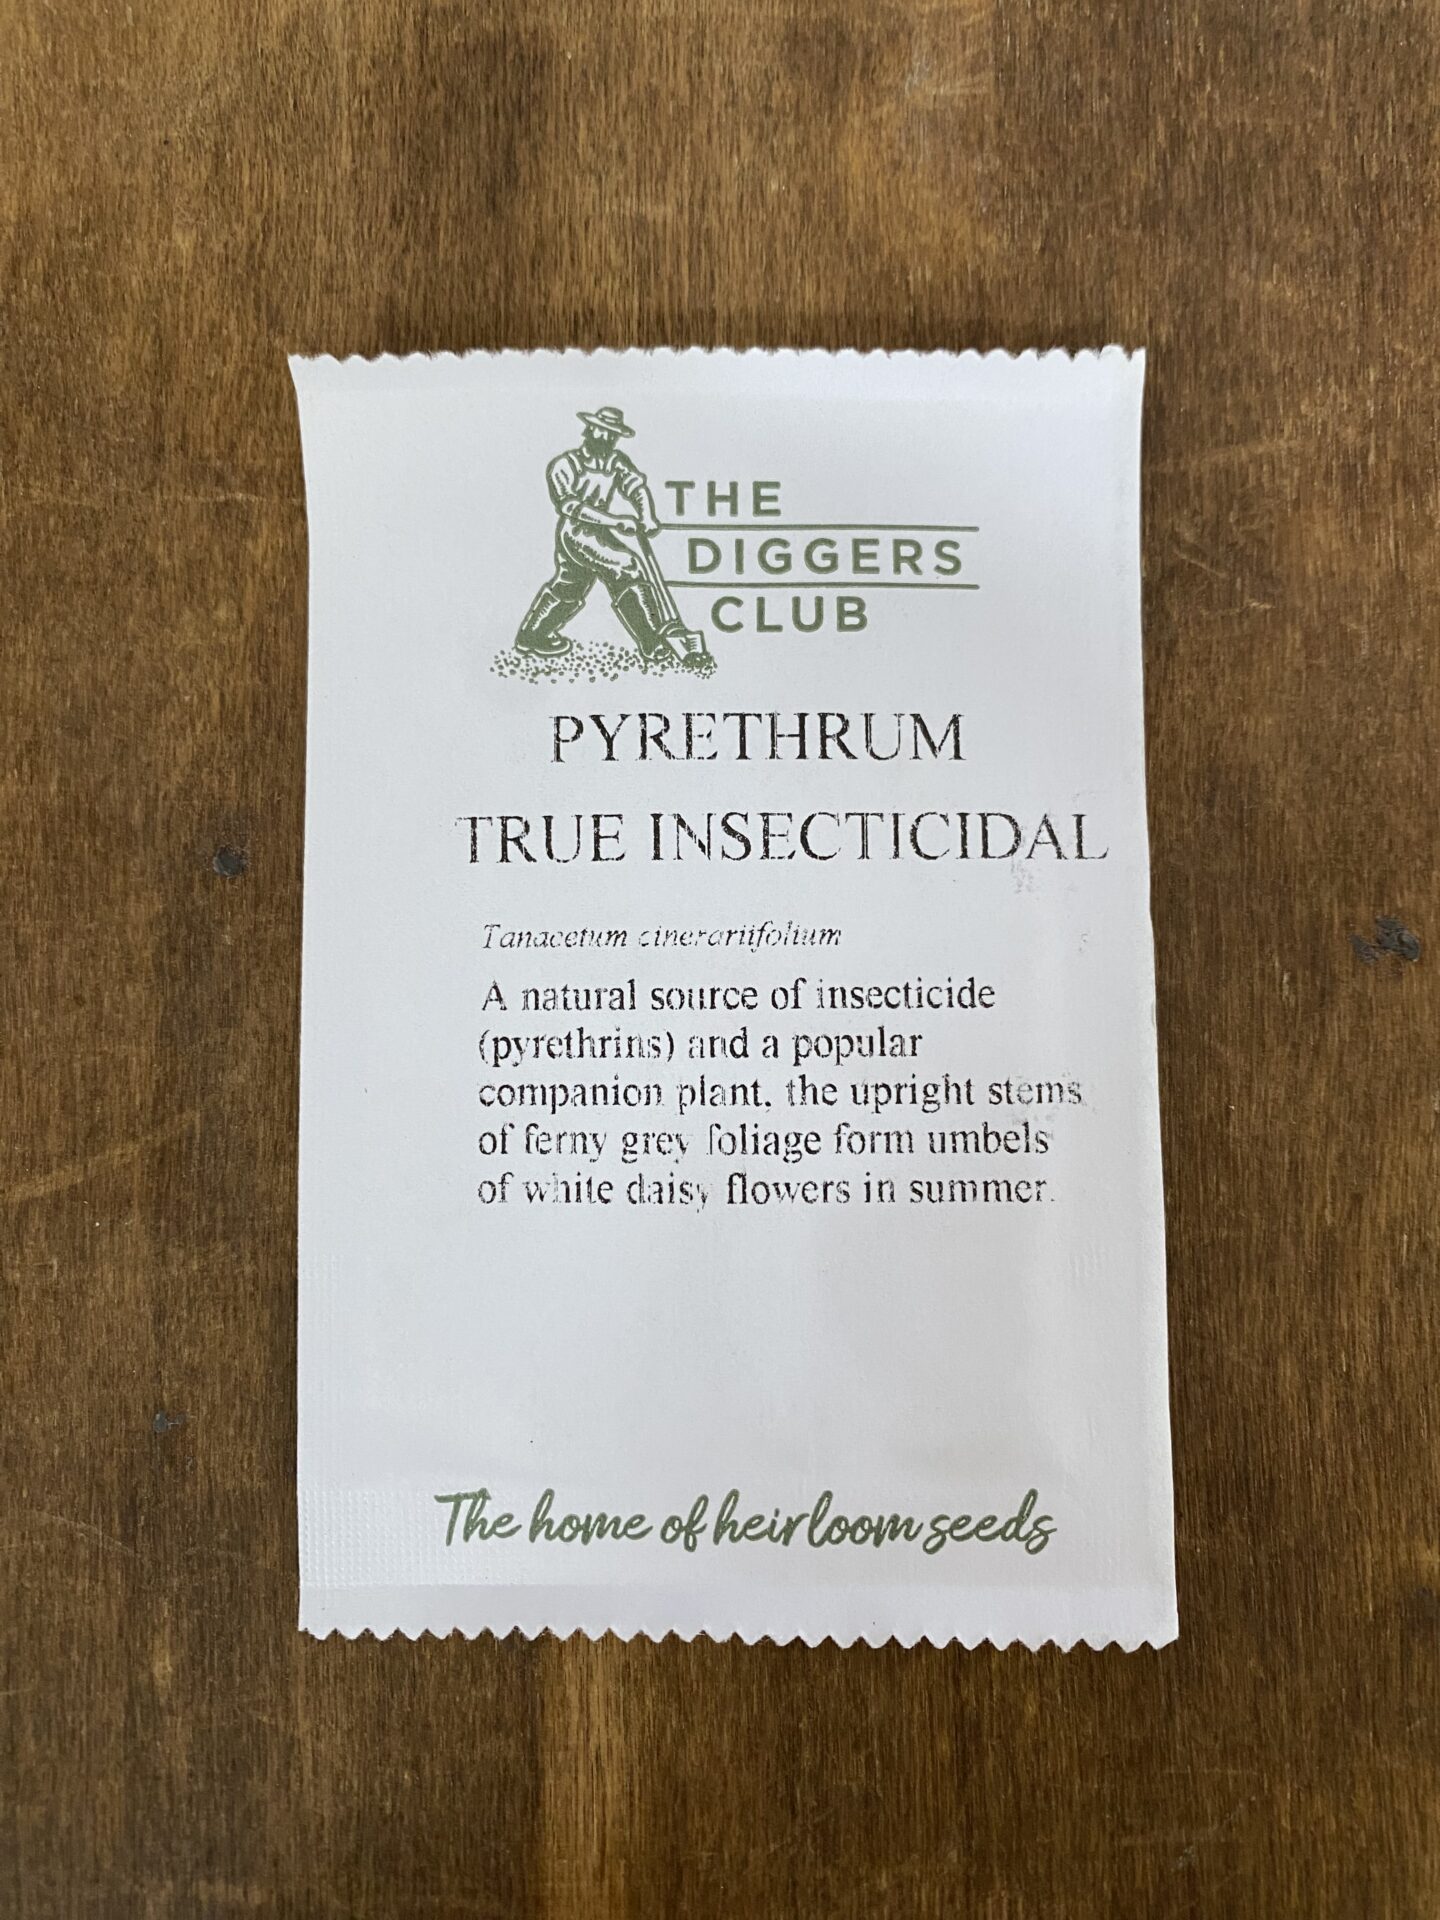 THE
DIGGERS
CLUB
PYRETHRUM
TRUE INSECTICIDAL
Tanacetum cinerariifolium
A natural source of insecticide
(pyrethrins) and a popular
companion plant, the upright stems
of ferny grey foliage form umbels
of white daisy flowers in summer.
The home of heirloom seeds